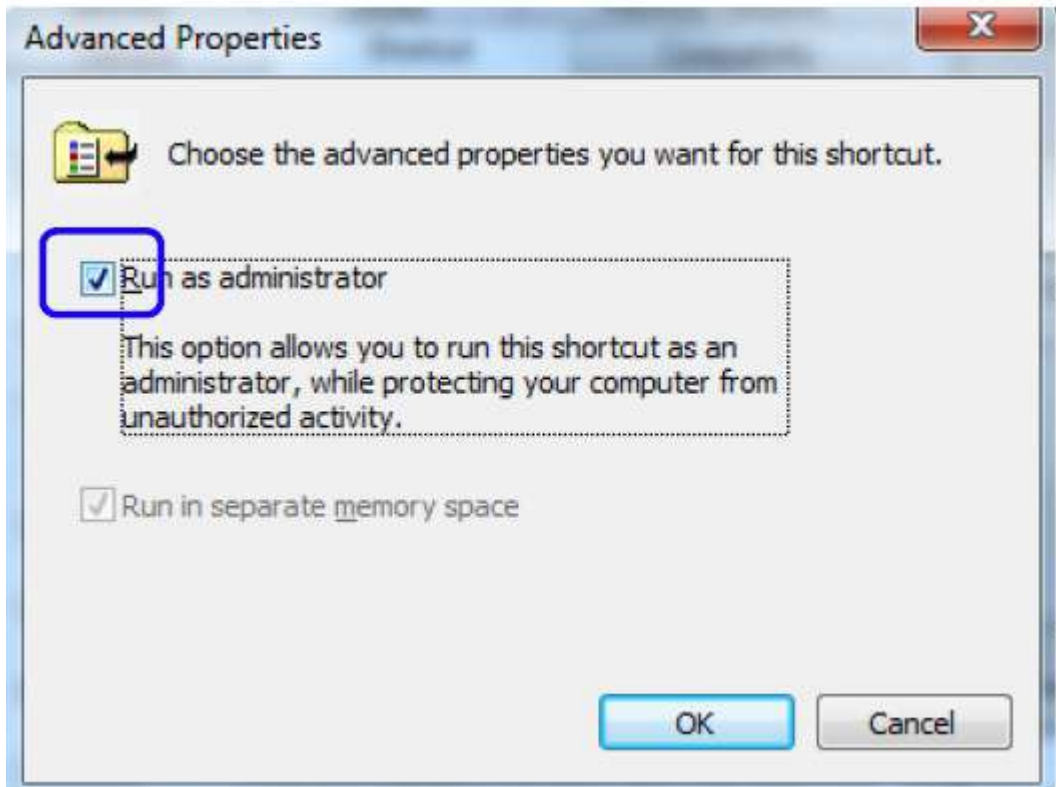 Advanced Properties
Choose the advanced properties you want for this shortcut.
Run as administrator
This option allows you to run this shortcut as an
administrator, while protecting your computer from
unauthorized activity.
Run in separate memory space
OK
Cancel